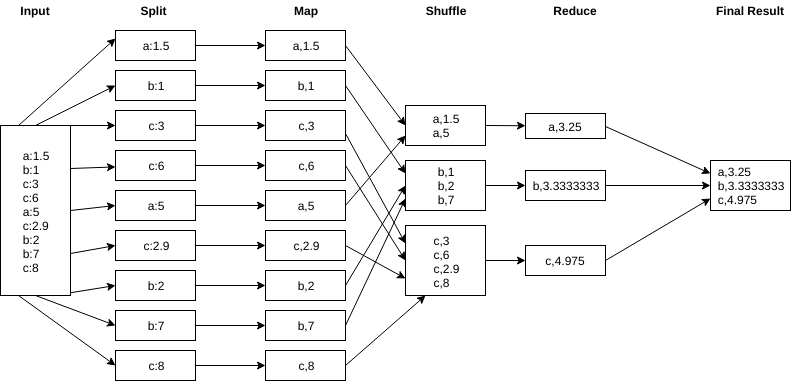 Input
Split
Map
Shuffle
Reduce
Final Result
a:1.5
b:1
c:3
c:6
a:5
c:2.9
b:2
b:7
c:8
a:1.5
b:1
c:3
c:6
a:5
c:2.9
b:2
b:7
c:8
a,1.5
b,1
c,3
c,6
a,5
c,2.9
b,2
b,7
c,8
a,1.5
a,5
b,1
b,2
b,7
c,3
c,6
c,2.9
c,8
a,3.25
b,3.3333333
c,4.975
a,3.25
b,3.3333333
c,4.975